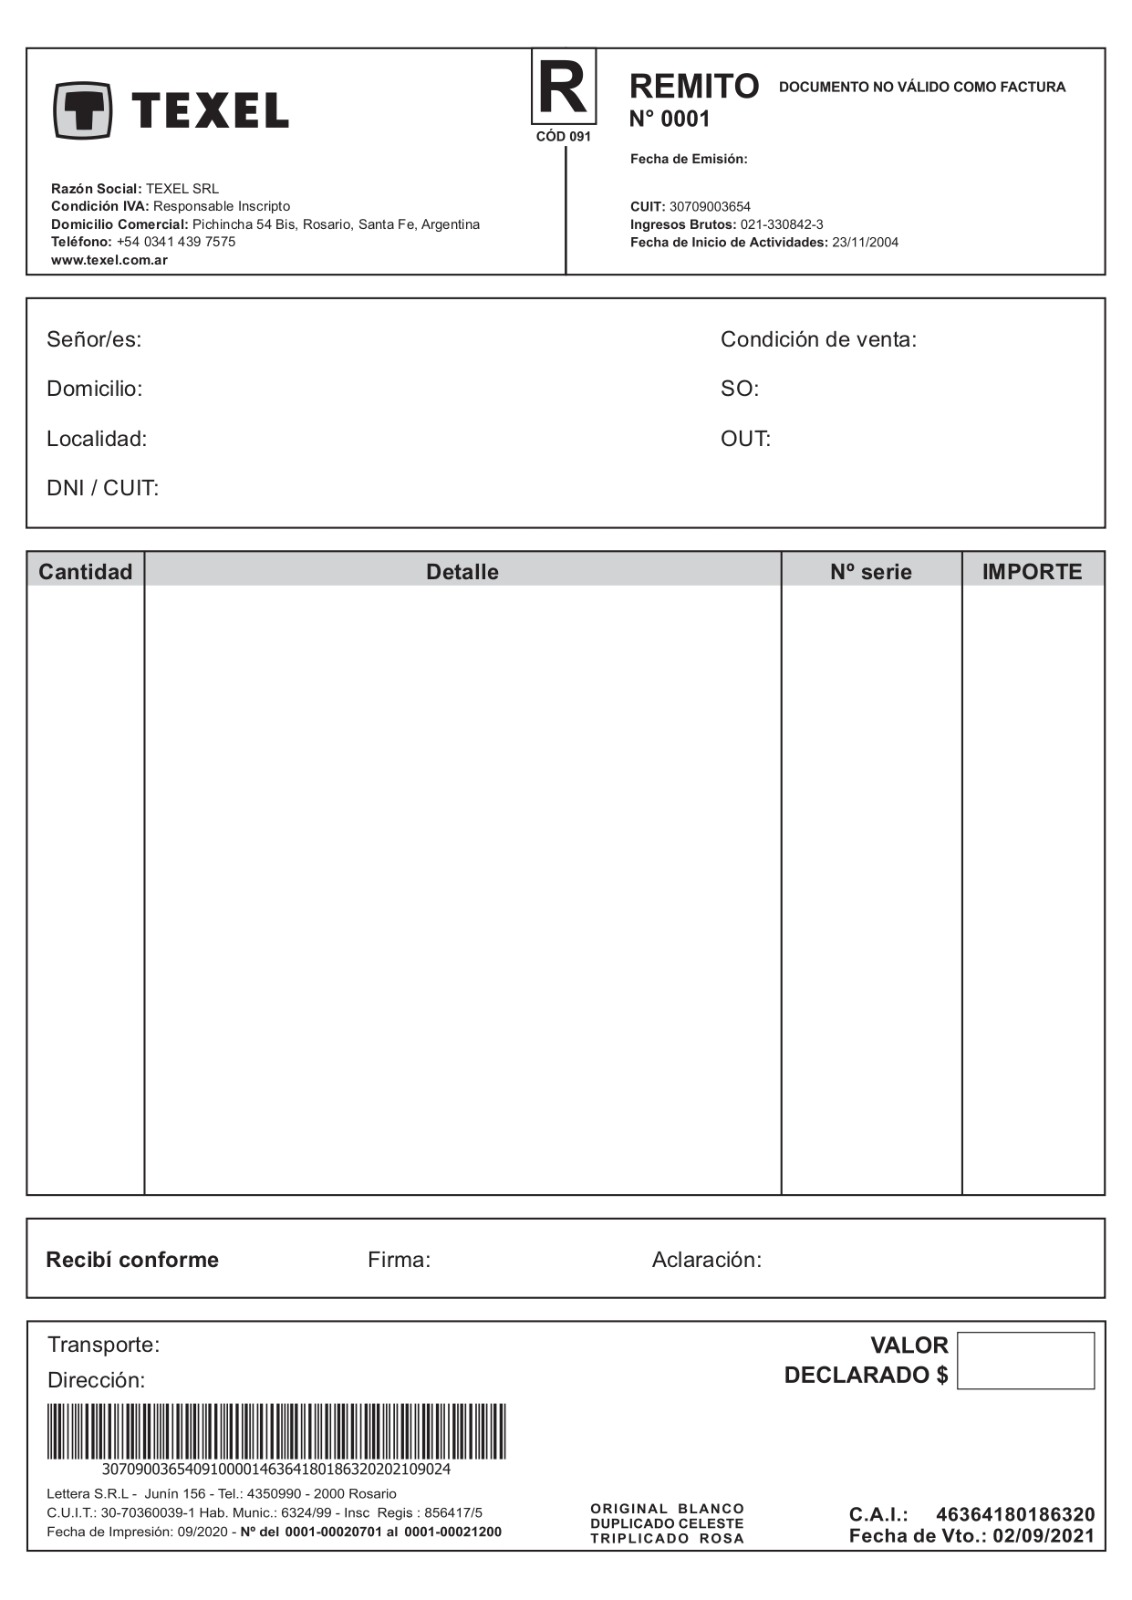 TEXEL
R
CÓD 091
REMITO
DOCUMENTO NO VÁLIDO COMO FACTURA
N° 0001
Fecha de Emisión:
Razón Social: TEXEL SRL
Condición IVA: Responsable Inscripto
Domicilio Comercial: Pichincha 54 Bis, Rosario, Santa Fe, Argentina
Teléfono: +54 0341 439 7575
www.texel.com.ar
CUIT: 30709003654
Ingresos Brutos: 021-330842-3
Fecha de Inicio de Actividades: 23/11/2004
Señor/es:
Domicilio:
Localidad:
DNI / CUIT:
Condición de venta:
SO:
OUT:
Cantidad Detalle Nº serie IMPORTE
Recibí conforme Firma: Aclaración:
Transporte:
Dirección:
VALOR
DECLARADO $
3070900365409100001463641801863202021​09024
Lettera S.R.L - Junín 156 - Tel.: 4350990 - 2000 Rosario
C.U.I.T.: 30-70360039-1 Hab. Munic.: 6324/99 - Insc Regis : 856417/5
Fecha de Impresión: 09/2020 - Nº del 0001-00020701 al 0001-00021200
ORIGINAL BLANCO
DUPLICADO CELESTE
TRIPLICADO ROSA
C.A.I.: 46364180186320
Fecha de Vto.: 02/09/2021